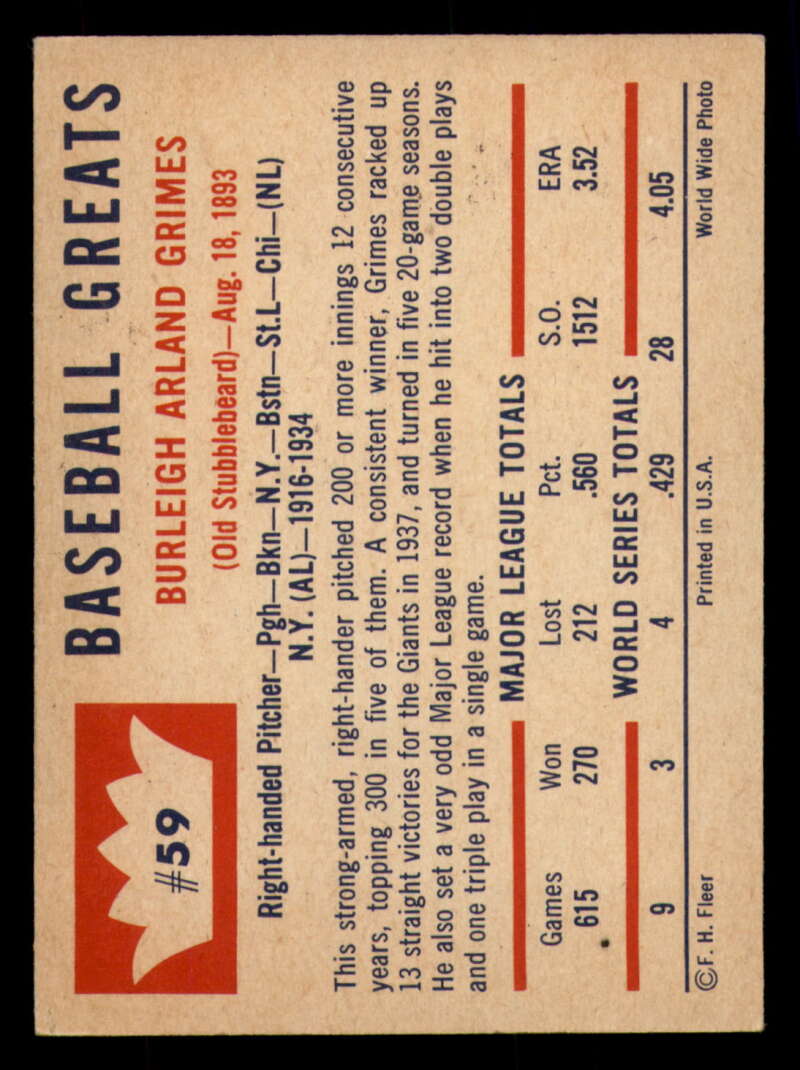 #59
BASEBALL GREATS
BURLEIGH ARLAND GRIMES
(Old Stubblebeard)—Aug. 18, 1893
Right-handed Pitcher—Pgh—Bkn—N.Y.—Bstn—St.L—Chi—(NL)
N.Y. (AL)—1916-1934
This strong-armed, right-hander pitched 200 or more innings 12 consecutive
years, topping 300 in five of them. A consistent winner, Grimes racked up
13 straight victories for the Giants in 1937, and turned in five 20-game seasons.
He also set a very odd Major League record when he hit into two double plays
and one triple play in a single game.
MAJOR LEAGUE TOTALS
Games Won Lost Pct. S.O. ERA
615 270 212 .560 1512 3.52
WORLD SERIES TOTALS
9 3 4 .429 28 4.05
©F. H. Fleer Printed in U.S.A. World Wide Photo